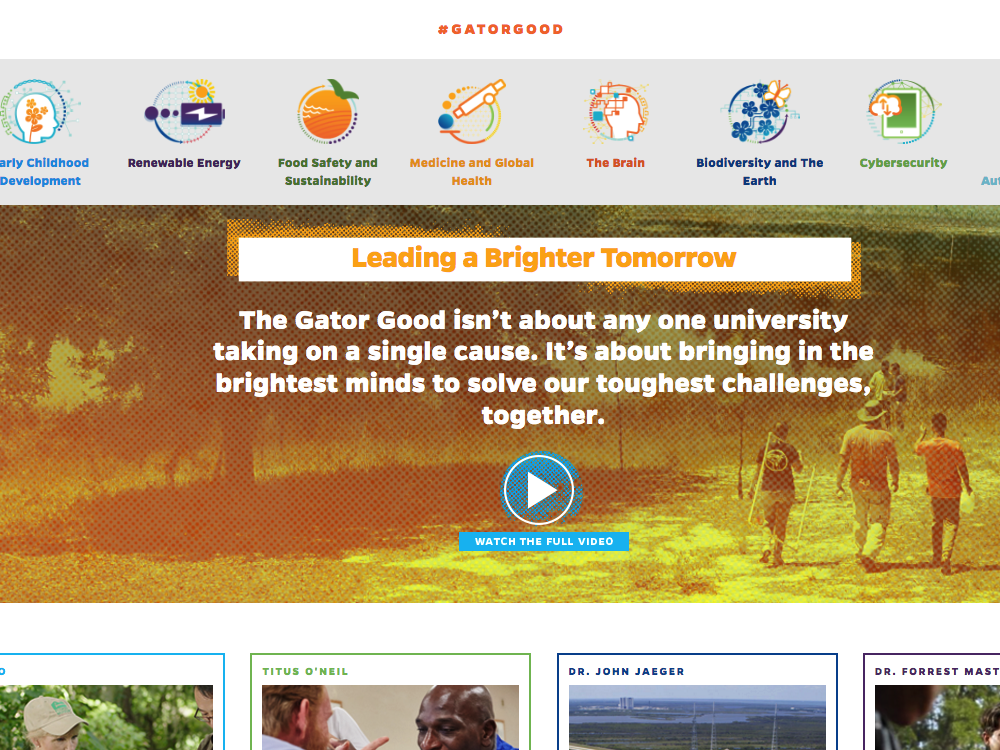 #GATORGOOD
arly Childhood
Development
Renewable Energy
Food Safety and
Sustainability
Medicine and Global
Health
The Brain
Biodiversity and The
Earth
Cybersecurity
Aut
Leading a Brighter Tomorrow
The Gator Good isn't about any one university
taking on a single cause. It's about bringing in the
brightest minds to solve our toughest challenges,
together.
WATCH THE FULL VIDEO
O
TITUS O'NEIL
DR. JOHN JAEGER
DR. FORREST MAST